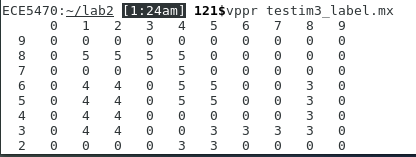 ECE5470:~/lab2 [1:24am] 121$vppr testim3_label.mx
0 1 2 3 4 5 6 7 8 9
9 0 0 0 0 0 0 0 0 0 0
8 0 5 5 5 5 0 0 0 0 0
7 0 0 0 0 5 0 0 0 0 0
6 0 4 4 0 5 5 0 0 3 0
5 0 4 4 0 5 5 0 0 3 0
4 0 4 4 0 0 0 0 0 3 0
3 0 4 4 0 0 3 3 3 3 0
2 0 0 0 0 3 3 0 0 0 0